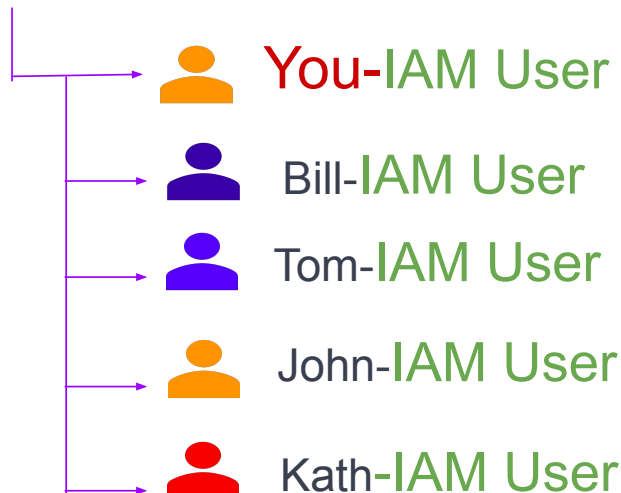 You-IAM User
Bill-IAM User
Tom-IAM User
John-IAM User
Kath-IAM User